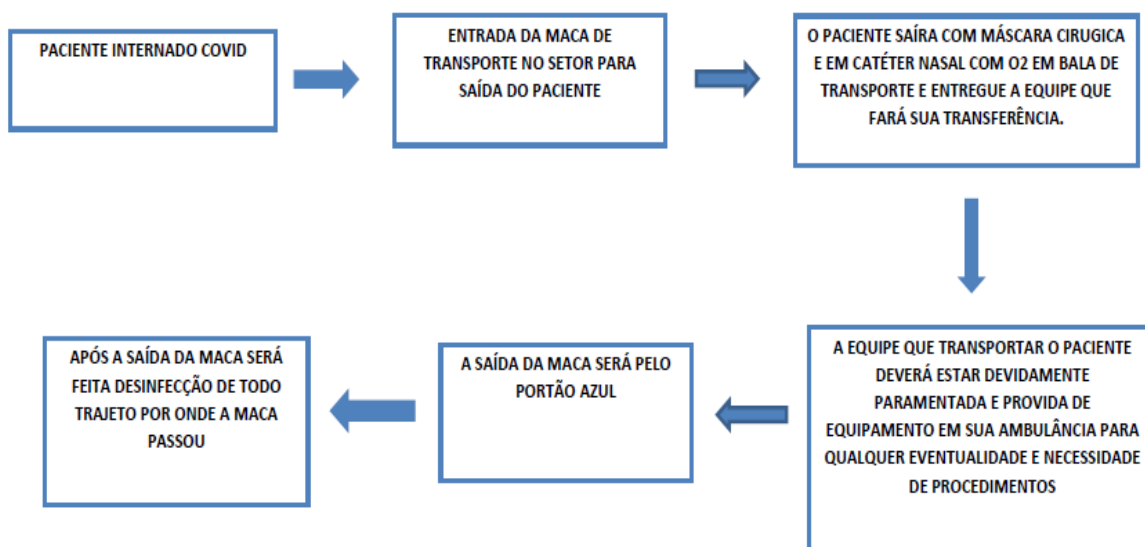 PACIENTE INTERNADO COVID
ENTRADA DA MACA DE
TRANSPORTE NO SETOR PARA
SAÍDA DO PACIENTE
O PACIENTE SAÍRA COM MÁSCARA CIRUGICA
E EM CATÉTER NASAL COM O2 EM BALA DE
TRANSPORTE E ENTREGUE A EQUIPE QUE
FARÁ SUA TRANSFERÊNCIA.
A EQUIPE QUE TRANSPORTAR O PACIENTE
DEVERÁ ESTAR DEVIDAMENTE
PARAMENTADA E PROVIDA DE
EQUIPAMENTO EM SUA AMBULÂNCIA PARA
QUALQUER EVENTUALIDADE E NECESSIDADE
DE PROCEDIMENTOS
A SAÍDA DA MACA SERÁ PELO
PORTÃO AZUL
APÓS A SAÍDA DA MACA SERÁ
FEITA DESINFECÇÃO DE TODO
TRAJETO POR ONDE A MACA
PASSOU